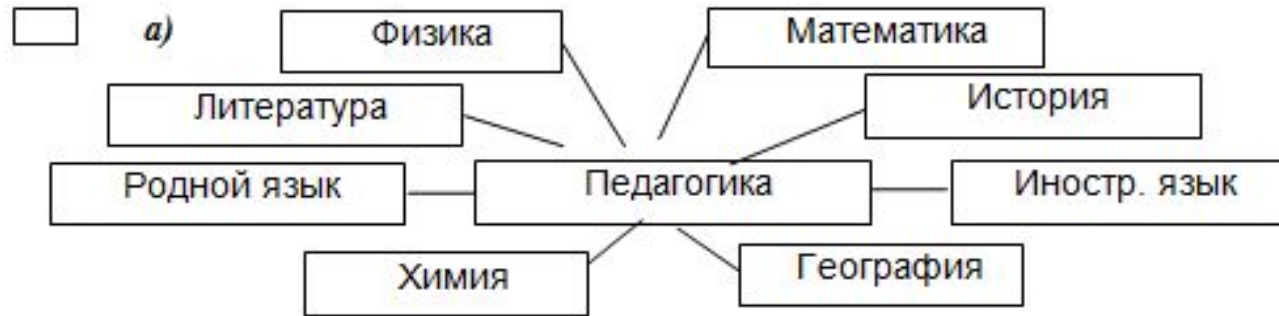 а)
Физика
Математика
Литература
История
Родной язык
Педагогика
Иностр. язык
Химия
География